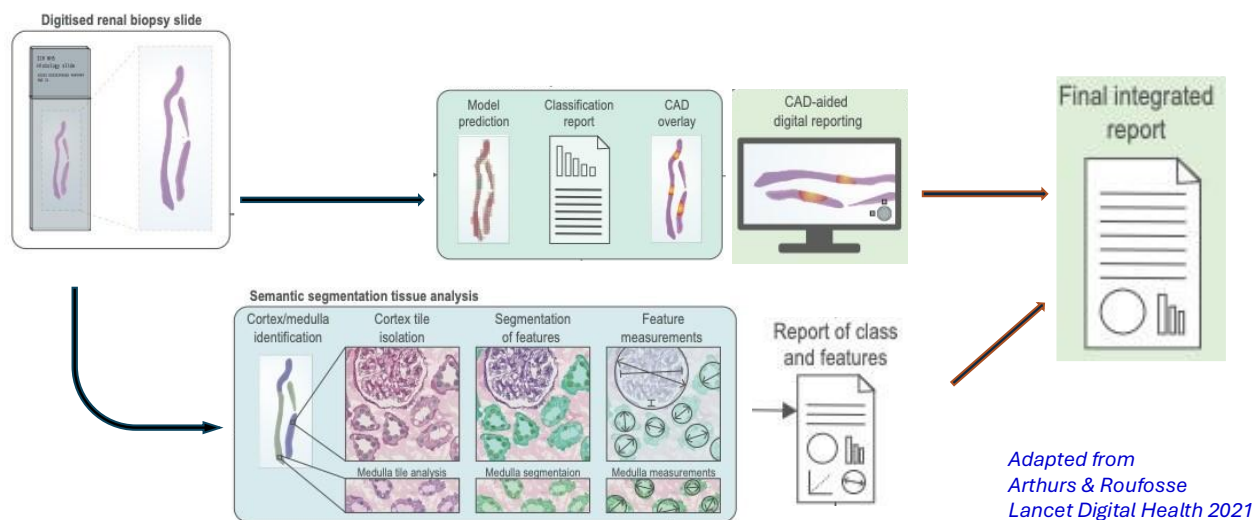 Digitised renal biopsy slide
Histology slide
Model
prediction
Classification
report
CAD
overlay
CAD-aided
digital reporting
Final integrated
report
Semantic segmentation tissue analysis
Cortex/medulla
identification
Cortex tile
isolation
Segmentation
of features
Feature
measurements
Medulla tile analysis
Medulla segmentaion
Medulla measurements
Report of class
and features
Adapted from
Arthurs & Roufosse
Lancet Digital Health 2021